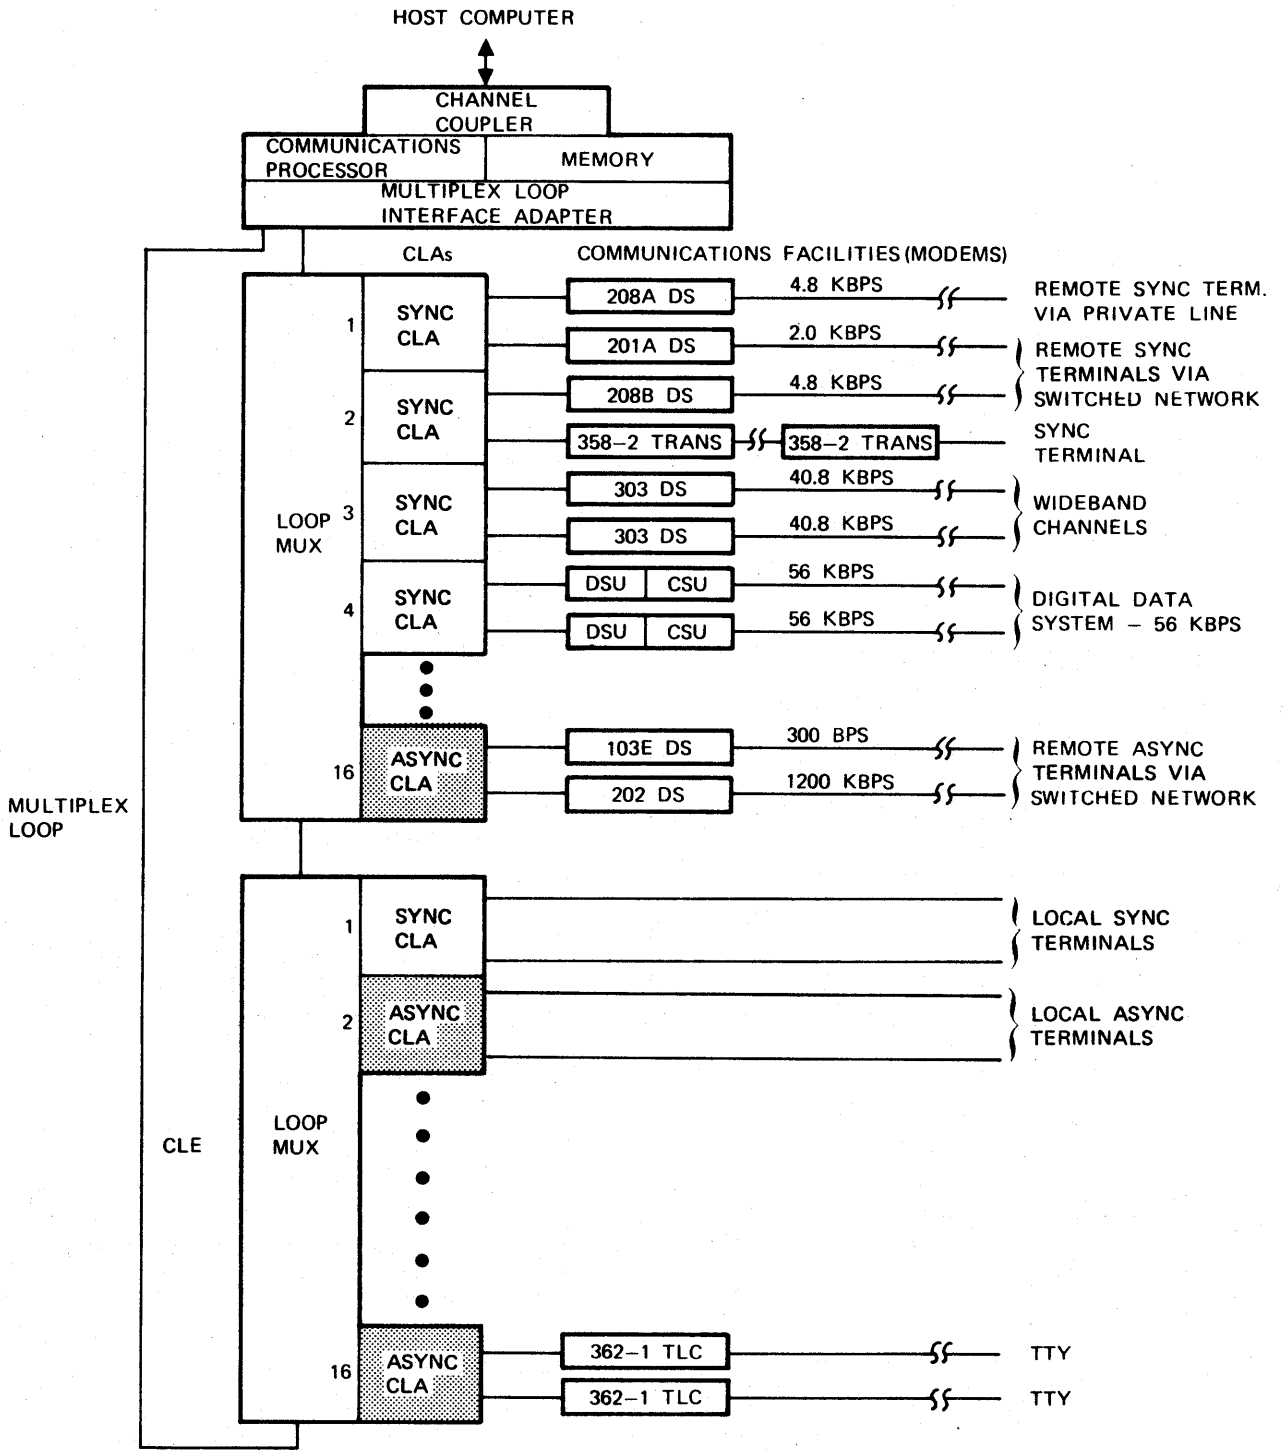 HOST COMPUTER
CHANNEL
COUPLER
COMMUNICATIONS
PROCESSOR
MEMORY
MULTIPLEX LOOP
INTERFACE ADAPTER
CLAs
COMMUNICATIONS FACILITIES (MODEMS)
LOOP
MUX
1
SYNC
CLA
208A DS
4.8 KBPS
REMOTE SYNC TERM.
VIA PRIVATE LINE
201A DS
2.0 KBPS
REMOTE SYNC
TERMINALS VIA
SWITCHED NETWORK
2
SYNC
CLA
208B DS
4.8 KBPS
358-2 TRANS
358-2 TRANS
SYNC
TERMINAL
3
SYNC
CLA
303 DS
40.8 KBPS
WIDEBAND
CHANNELS
303 DS
40.8 KBPS
4
SYNC
CLA
DSU
CSU
56 KBPS
DIGITAL DATA
SYSTEM - 56 KBPS
DSU
CSU
56 KBPS
16
ASYNC
CLA
103E DS
300 BPS
REMOTE ASYNC
TERMINALS VIA
SWITCHED NETWORK
202 DS
1200 KBPS
MULTIPLEX
LOOP
1
SYNC
CLA
LOCAL SYNC
TERMINALS
2
ASYNC
CLA
LOCAL ASYNC
TERMINALS
LOOP
MUX
CLE
16
ASYNC
CLA
362-1 TLC
TTY
362-1 TLC
TTY